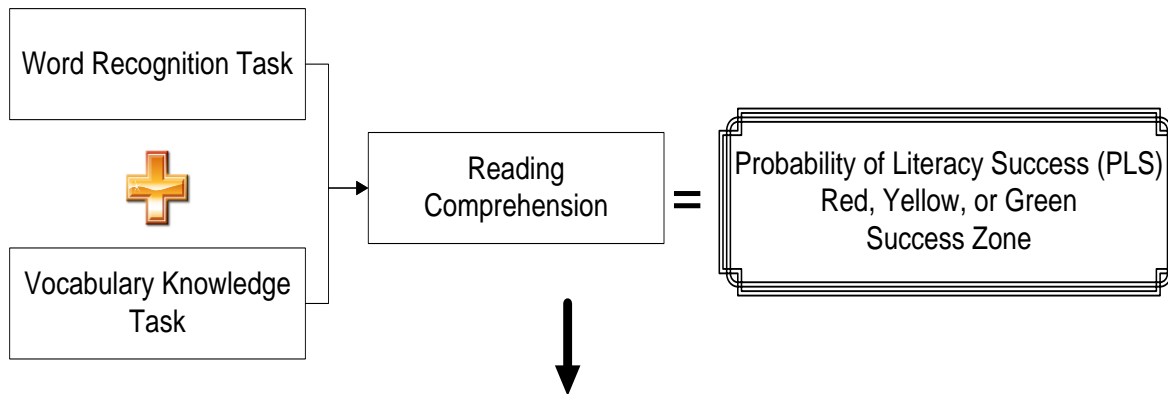 Word Recognition Task
Vocabulary Knowledge
Task
Reading
Comprehension
=
Probability of Literacy Success (PLS)
Red, Yellow, or Green
Success Zone